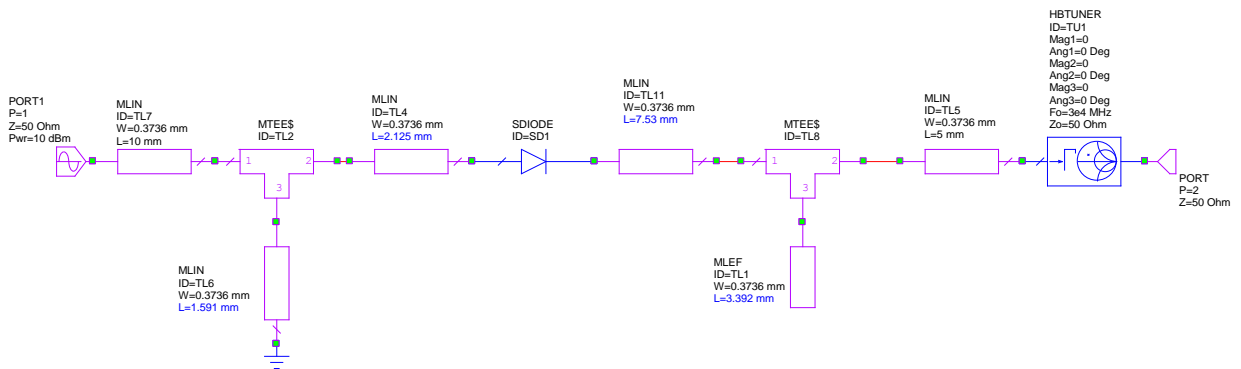 HBTUNER
ID=TU1
Mag1=0
Ang1=0 Deg
Mag2=0
Ang2=0 Deg
Mag3=0
Ang3=0 Deg
Fo=3e4 MHz
Zo=50 Ohm
PORT1
P=1
Z=50 Ohm
Pwr=10 dBm
MLIN
ID=TL7
W=0.3736 mm
L=10 mm
MTEE$
ID=TL2
1
2
3
MLIN
ID=TL4
W=0.3736 mm
L=2.125 mm
SDIODE
ID=SD1
MLIN
ID=TL11
W=0.3736 mm
L=7.53 mm
MTEE$
ID=TL8
1
2
3
MLIN
ID=TL5
W=0.3736 mm
L=5 mm
PORT
P=2
Z=50 Ohm
MLIN
ID=TL6
W=0.3736 mm
L=1.591 mm
MLEF
ID=TL1
W=0.3736 mm
L=3.392 mm